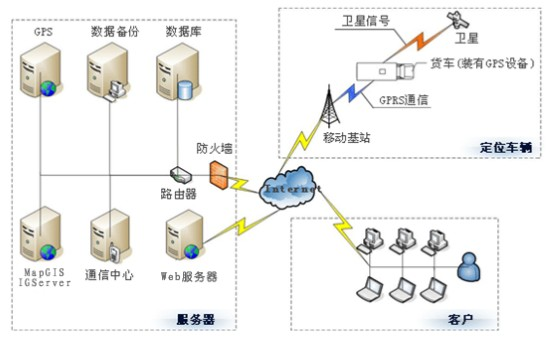 GPS
数据备份
数据库
防火墙
路由器
MapGIS
IGServer
通信中心
Web服务器
服务器
Internet
卫星信号
卫星
货车(装有GPS设备)
GPRS通信
移动基站
定位车辆
客户